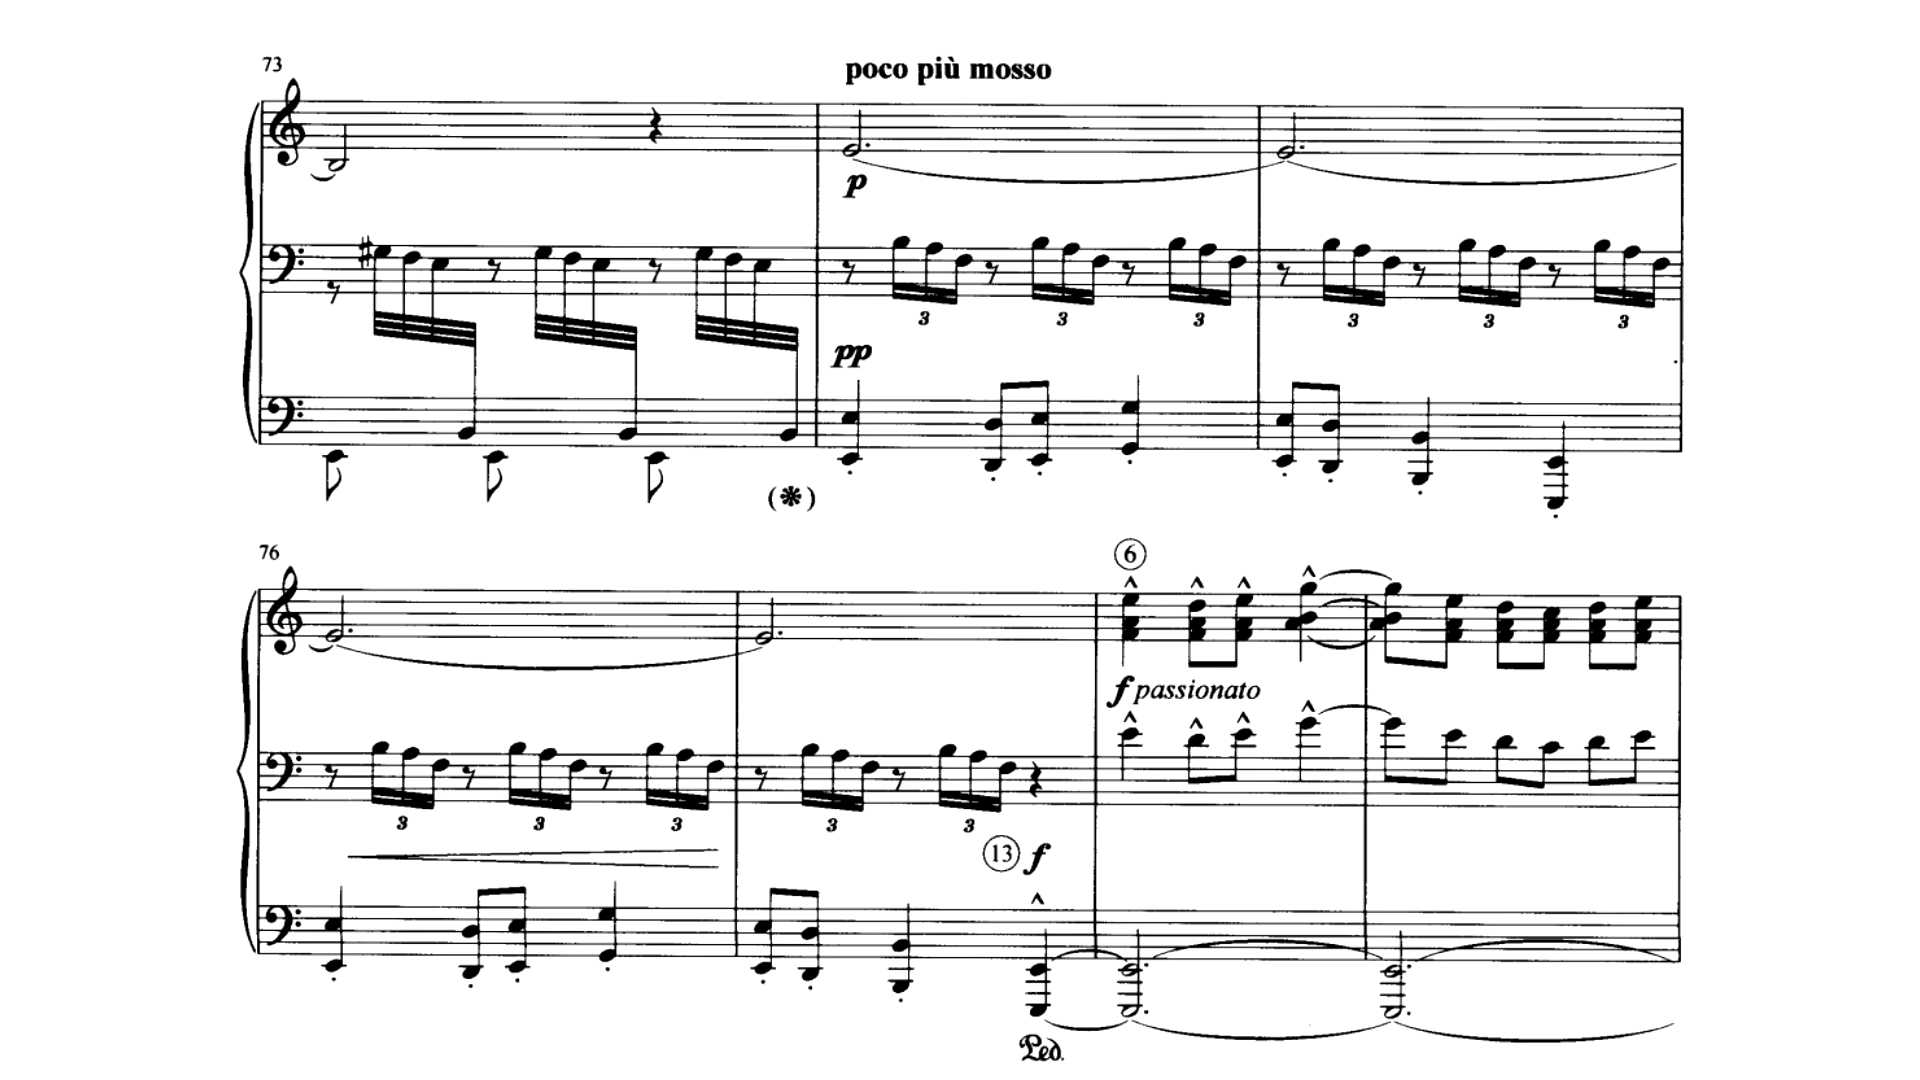 73
poco più mosso
p
3 3 3 3 3 3
pp
(*)
76
6
f passionato
3 3 3 3 3
13 f
Ped.